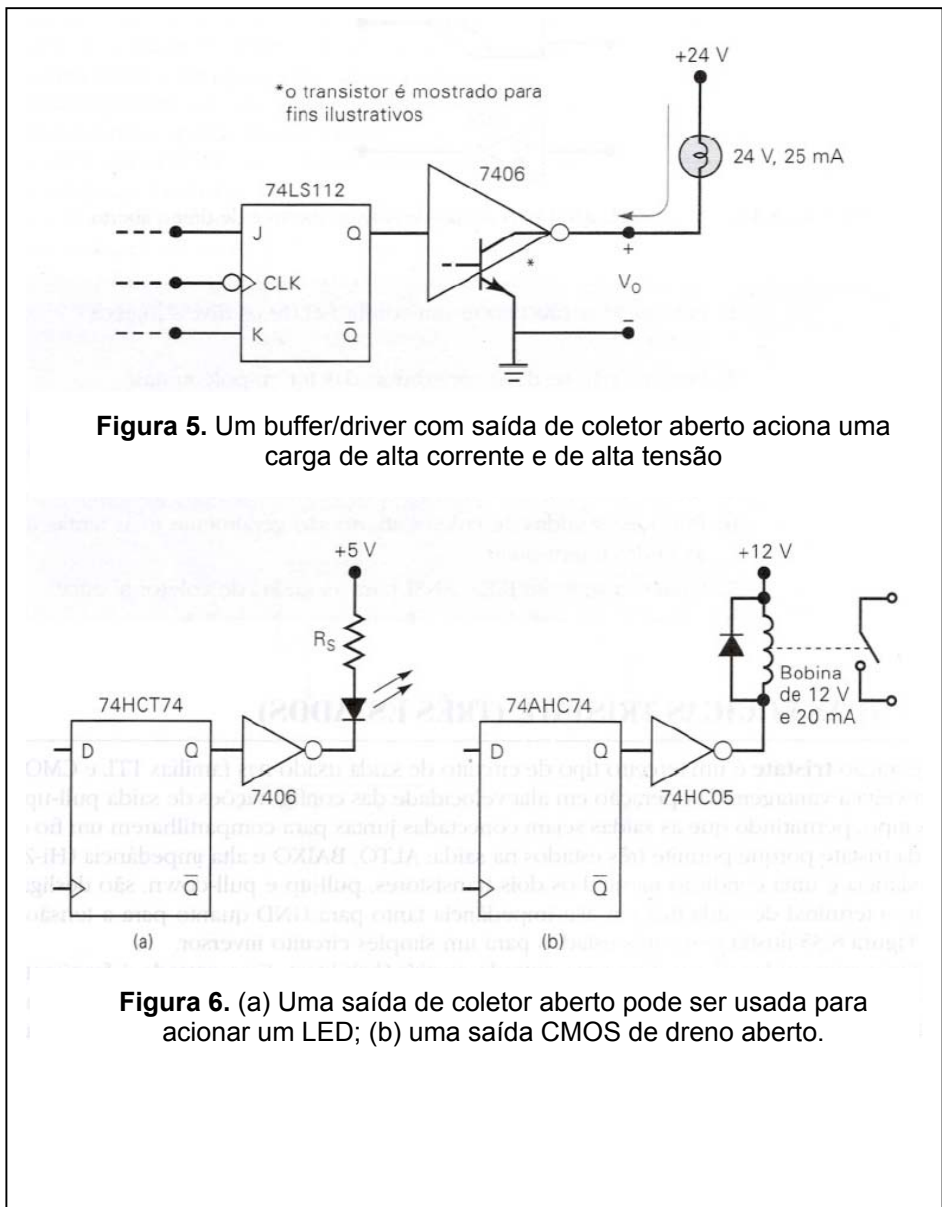 +24 V
*o transistor é mostrado para
fins ilustrativos
24 V, 25 mA
7406
74LS112
J
Q
*
+
CLK
V₀
K
Q̅
–
Figura 5. Um buffer/driver com saída de coletor aberto aciona uma
carga de alta corrente e de alta tensão
+5 V
+12 V
R_S
74HCT74
74AHC74
Bobina
de 12 V
e 20 mA
D
Q
D
Q
7406
74HC05
Q̅
Q̅
(a)
(b)
Figura 6. (a) Uma saída de coletor aberto pode ser usada para
acionar um LED; (b) uma saída CMOS de dreno aberto.